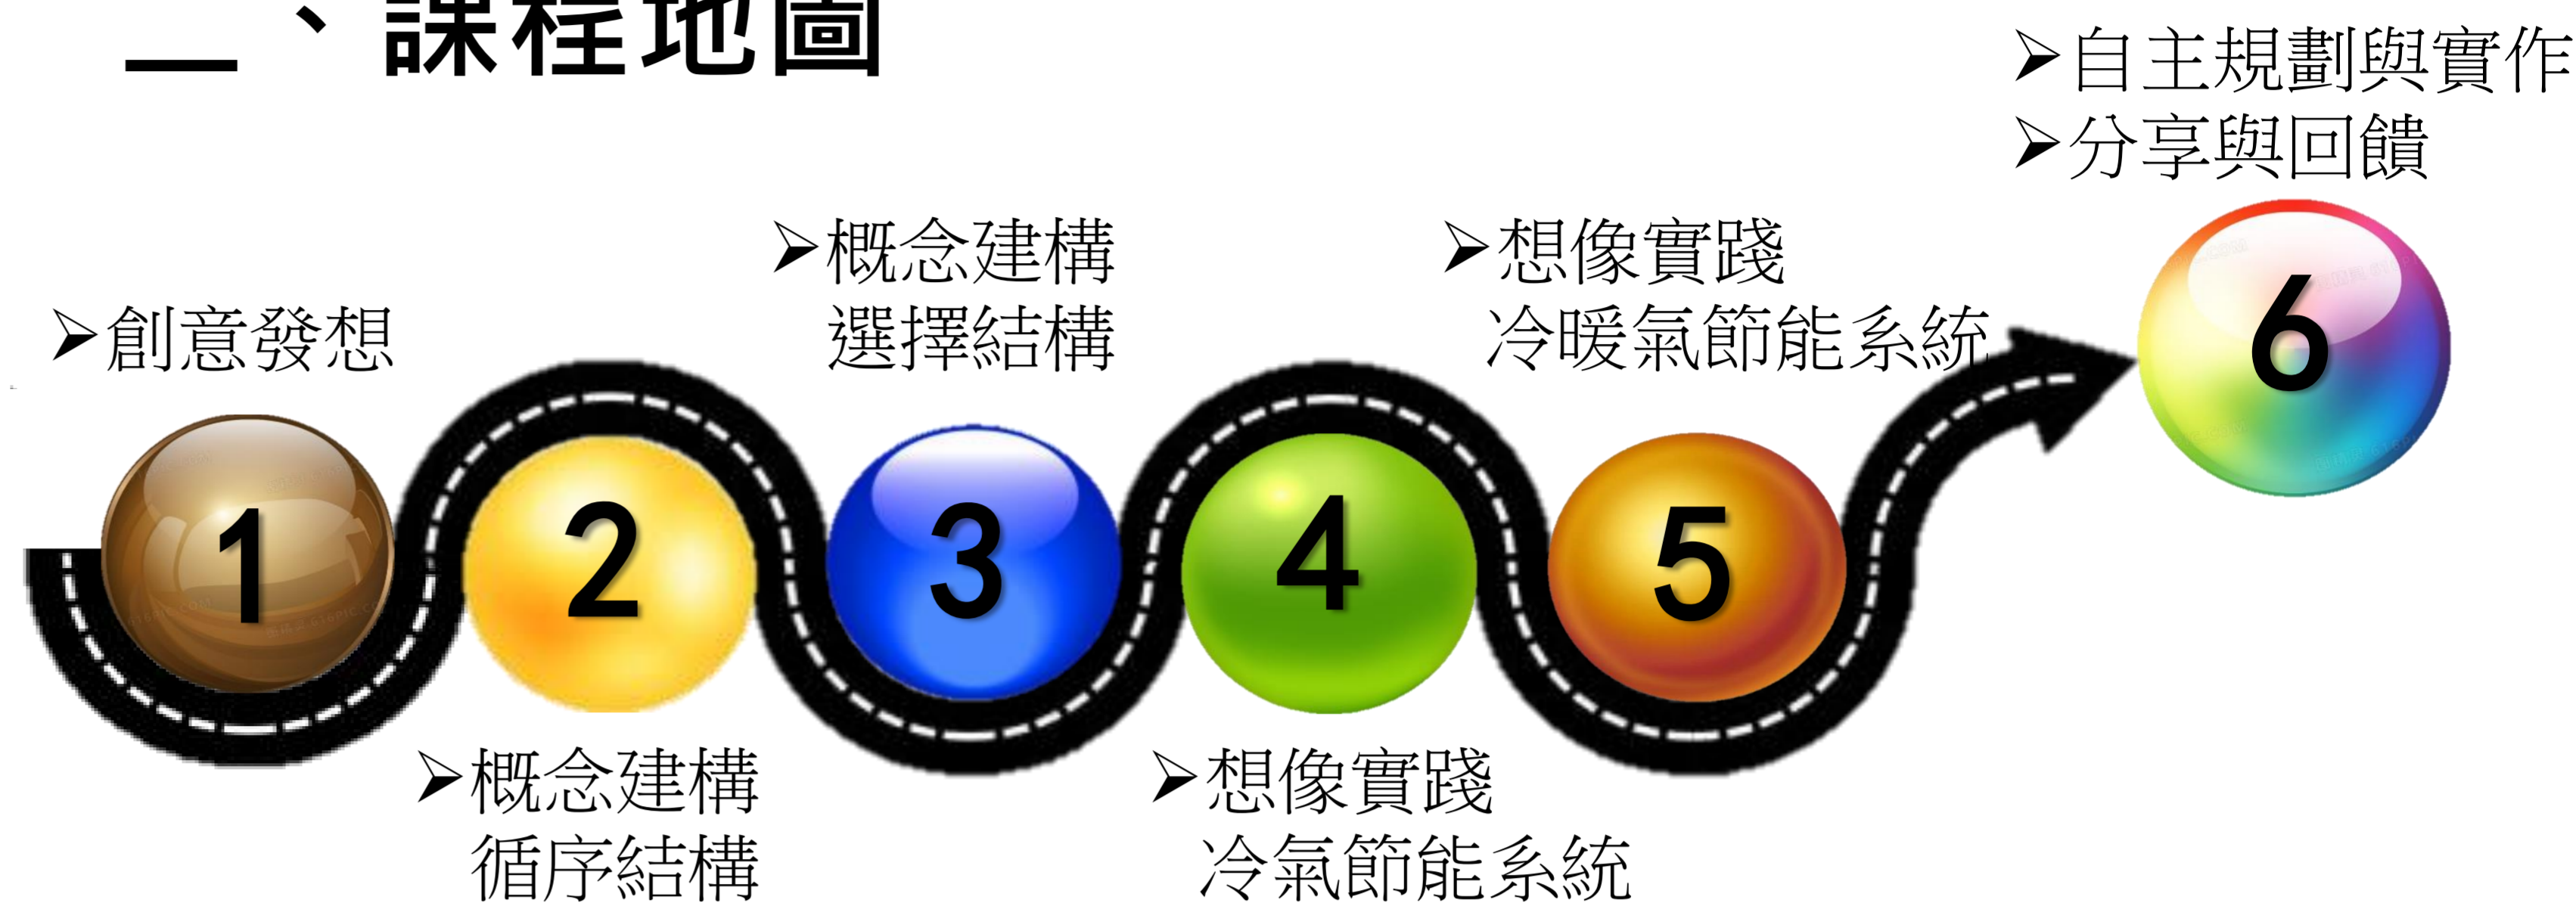 、課程地圖
➢創意發想
1
➢概念建構
循序結構
2
➢概念建構
選擇結構
3
➢想像實踐
冷氣節能系統
4
➢想像實踐
冷暖氣節能系統
5
➢自主規劃與實作
➢分享與回饋
6